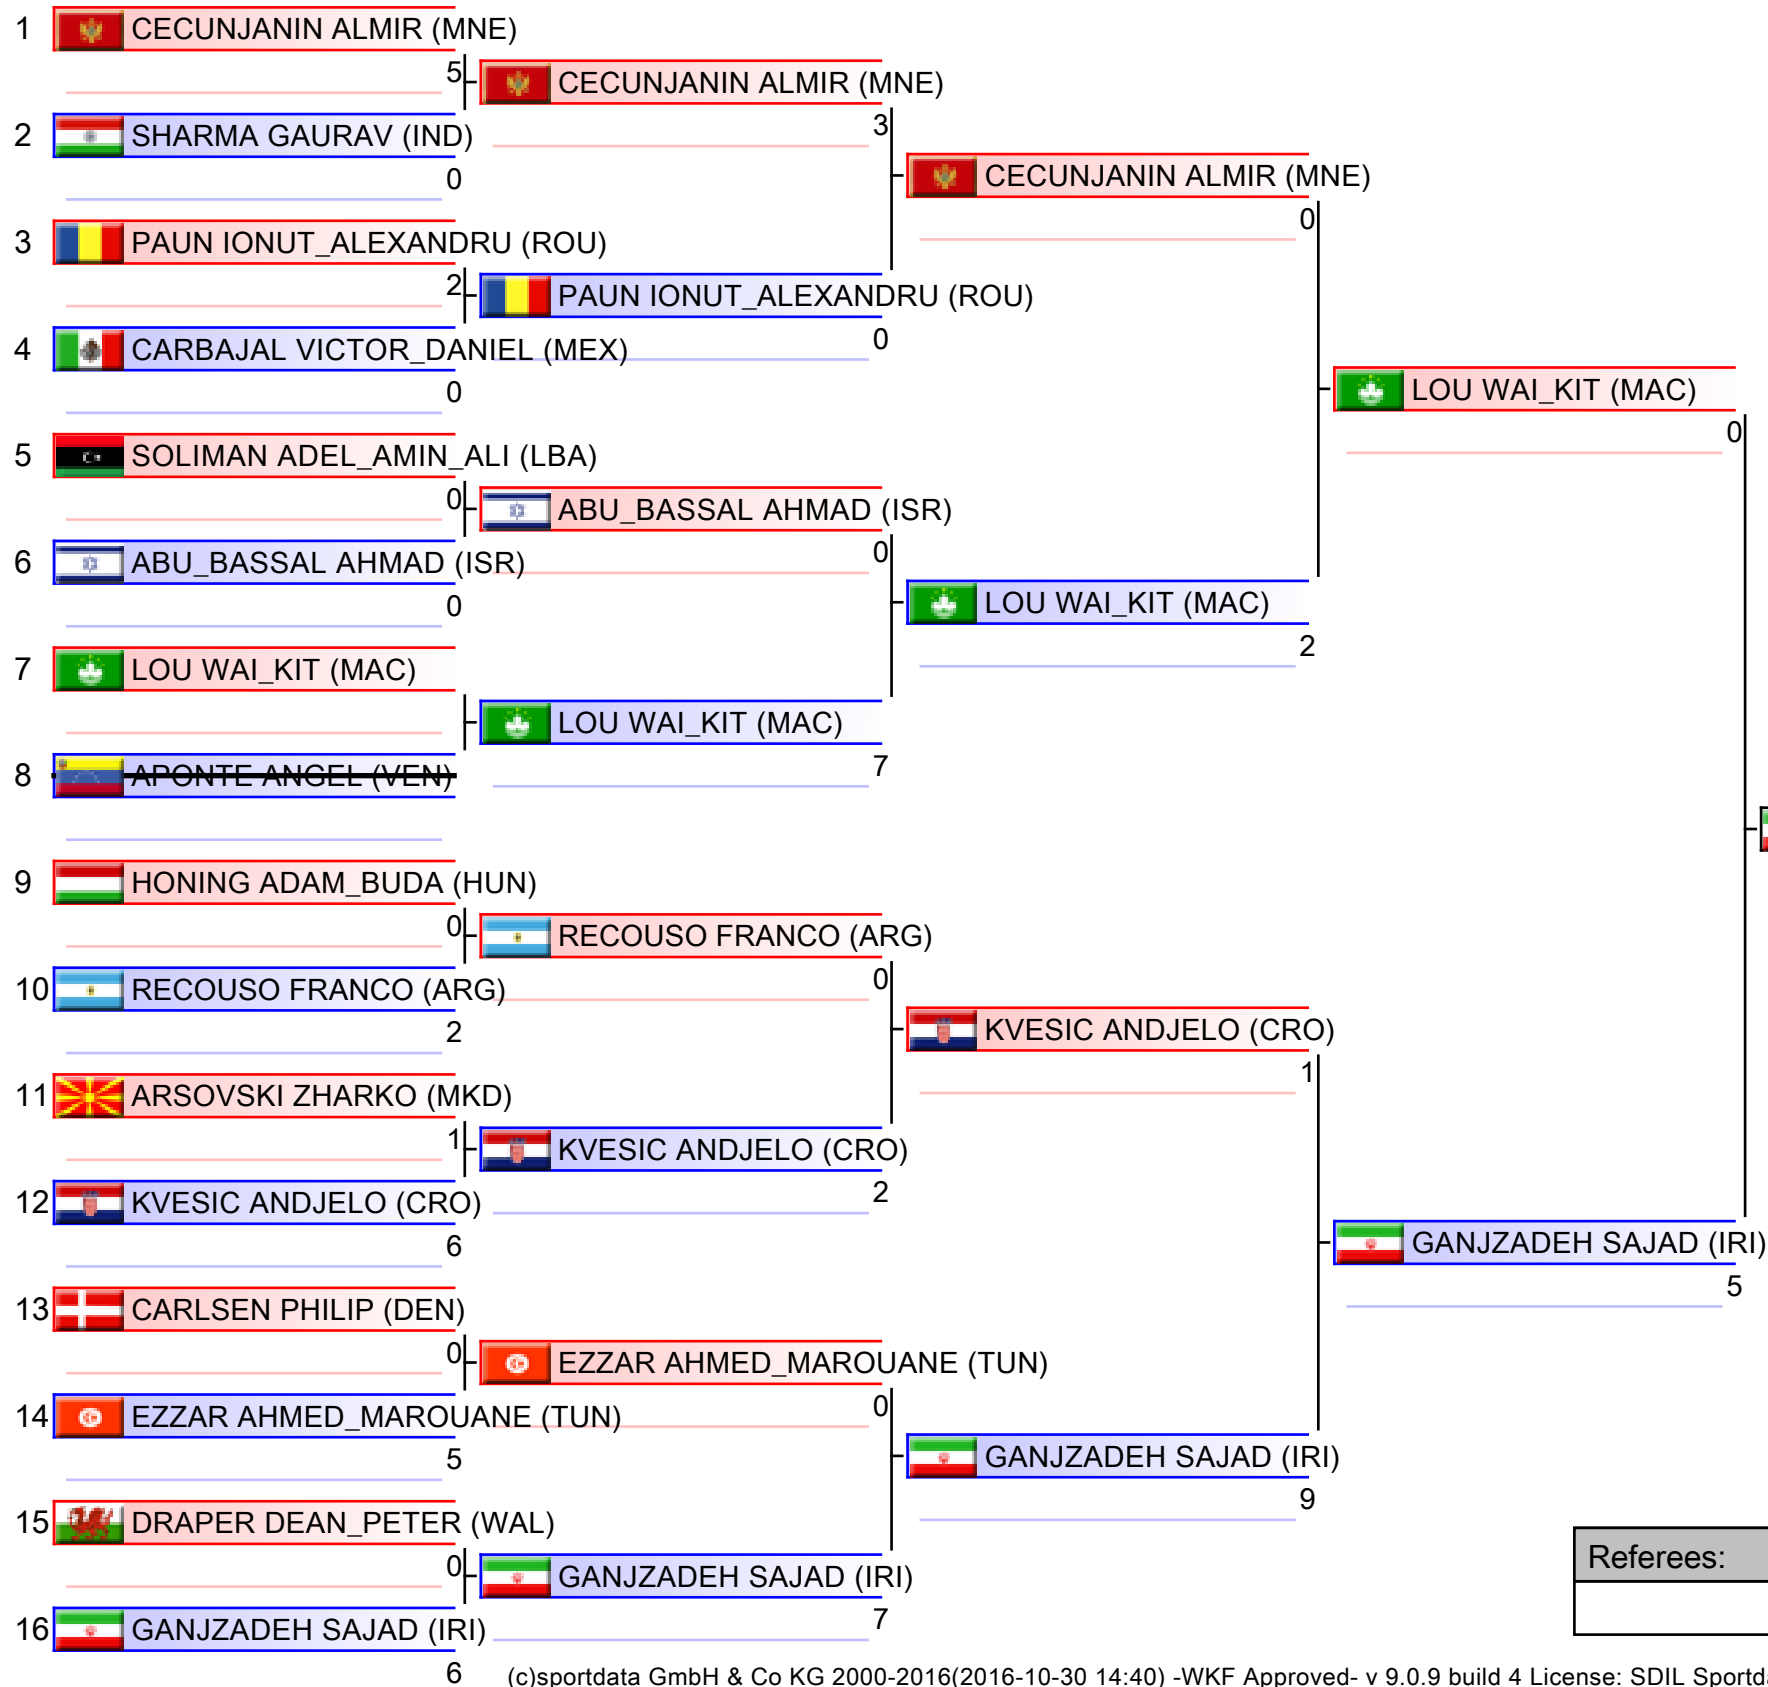 1 CECUNJANIN ALMIR (MNE)
5
2 SHARMA GAURAV (IND)
0
3 PAUN IONUT_ALEXANDRU (ROU)
2
4 CARBAJAL VICTOR_DANIEL (MEX)
0
5 SOLIMAN ADEL_AMIN_ALI (LBA)
0
6 ABU_BASSAL AHMAD (ISR)
0
7 LOU WAI_KIT (MAC)
8 APONTE ANGEL (VEN)
9 HONING ADAM_BUDA (HUN)
0
10 RECOUSO FRANCO (ARG)
2
11 ARSOVSKI ZHARKO (MKD)
1
12 KVESIC ANDJELO (CRO)
6
13 CARLSEN PHILIP (DEN)
0
14 EZZAR AHMED_MAROUANE (TUN)
5
15 DRAPER DEAN_PETER (WAL)
0
16 GANJZADEH SAJAD (IRI)
6
CECUNJANIN ALMIR (MNE)
3
PAUN IONUT_ALEXANDRU (ROU)
0
ABU_BASSAL AHMAD (ISR)
0
LOU WAI_KIT (MAC)
7
RECOUSO FRANCO (ARG)
0
KVESIC ANDJELO (CRO)
2
EZZAR AHMED_MAROUANE (TUN)
0
GANJZADEH SAJAD (IRI)
7
CECUNJANIN ALMIR (MNE)
0
LOU WAI_KIT (MAC)
2
KVESIC ANDJELO (CRO)
1
GANJZADEH SAJAD (IRI)
9
LOU WAI_KIT (MAC)
0
GANJZADEH SAJAD (IRI)
5
Referees:
(c)sportdata GmbH & Co KG 2000-2016(2016-10-30 14:40) -WKF Approved- v 9.0.9 build 4 License: SDIL